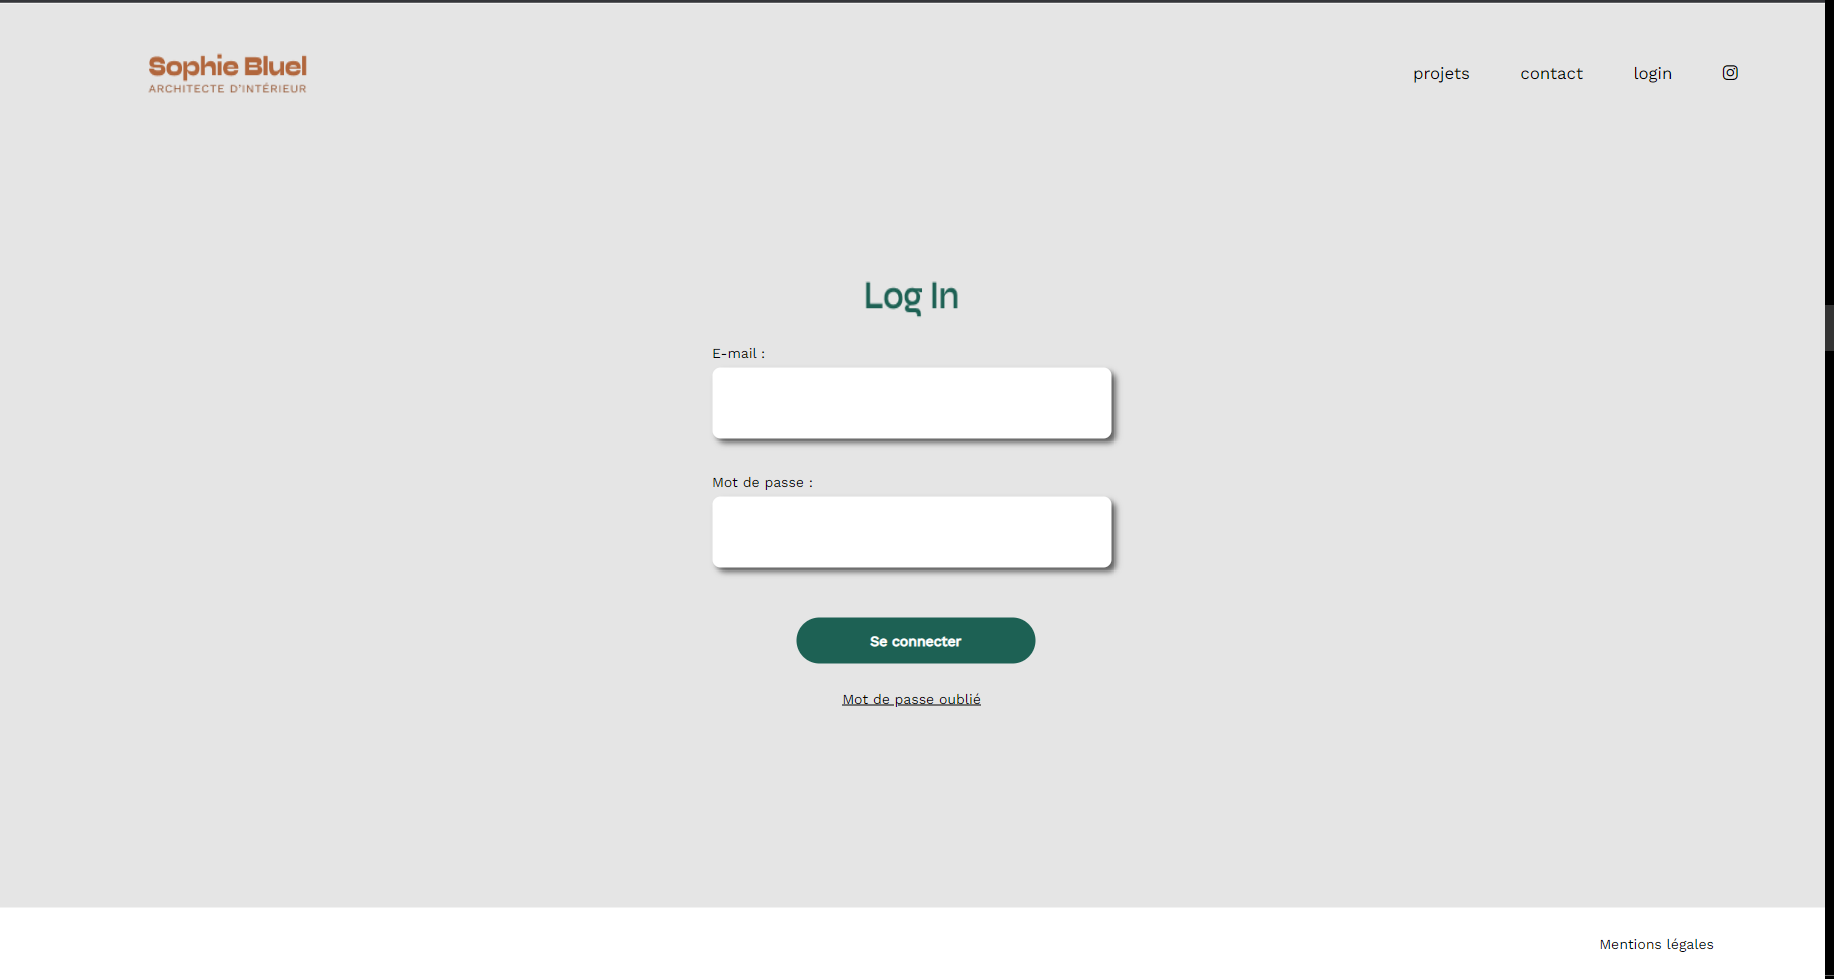 Sophie Bluel
ARCHITECTE D'INTÉRIEUR
projets contact login
Log In
E-mail :
Mot de passe :
Se connecter
Mot de passe oublié
Mentions légales